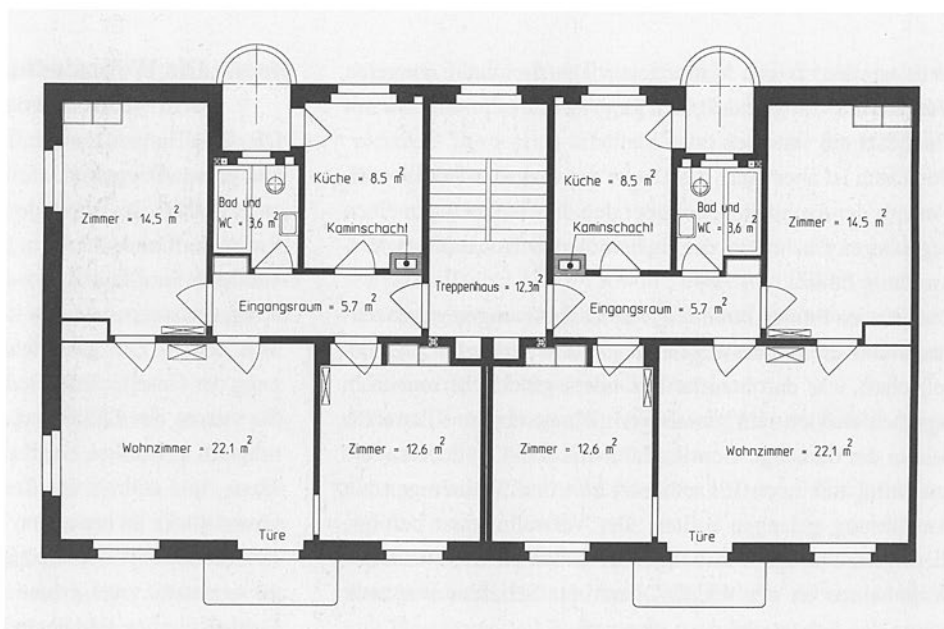 Küche = 8,5 m²
Küche = 8,5 m²
Zimmer = 14,5 m²
Bad und
WC = 3,6 m²
Kaminschacht
Kaminschacht
Bad und
WC = 3,6 m²
Zimmer = 14,5 m²
Eingangsraum = 5.7 m²
Treppenhaus = 12,3m²
Eingangsraum = 5.7 m²
Wohnzimmer = 22,1 m²
Zimmer = 12,6 m²
Zimmer = 12,6 m²
Wohnzimmer = 22,1 m²
Türe
Türe